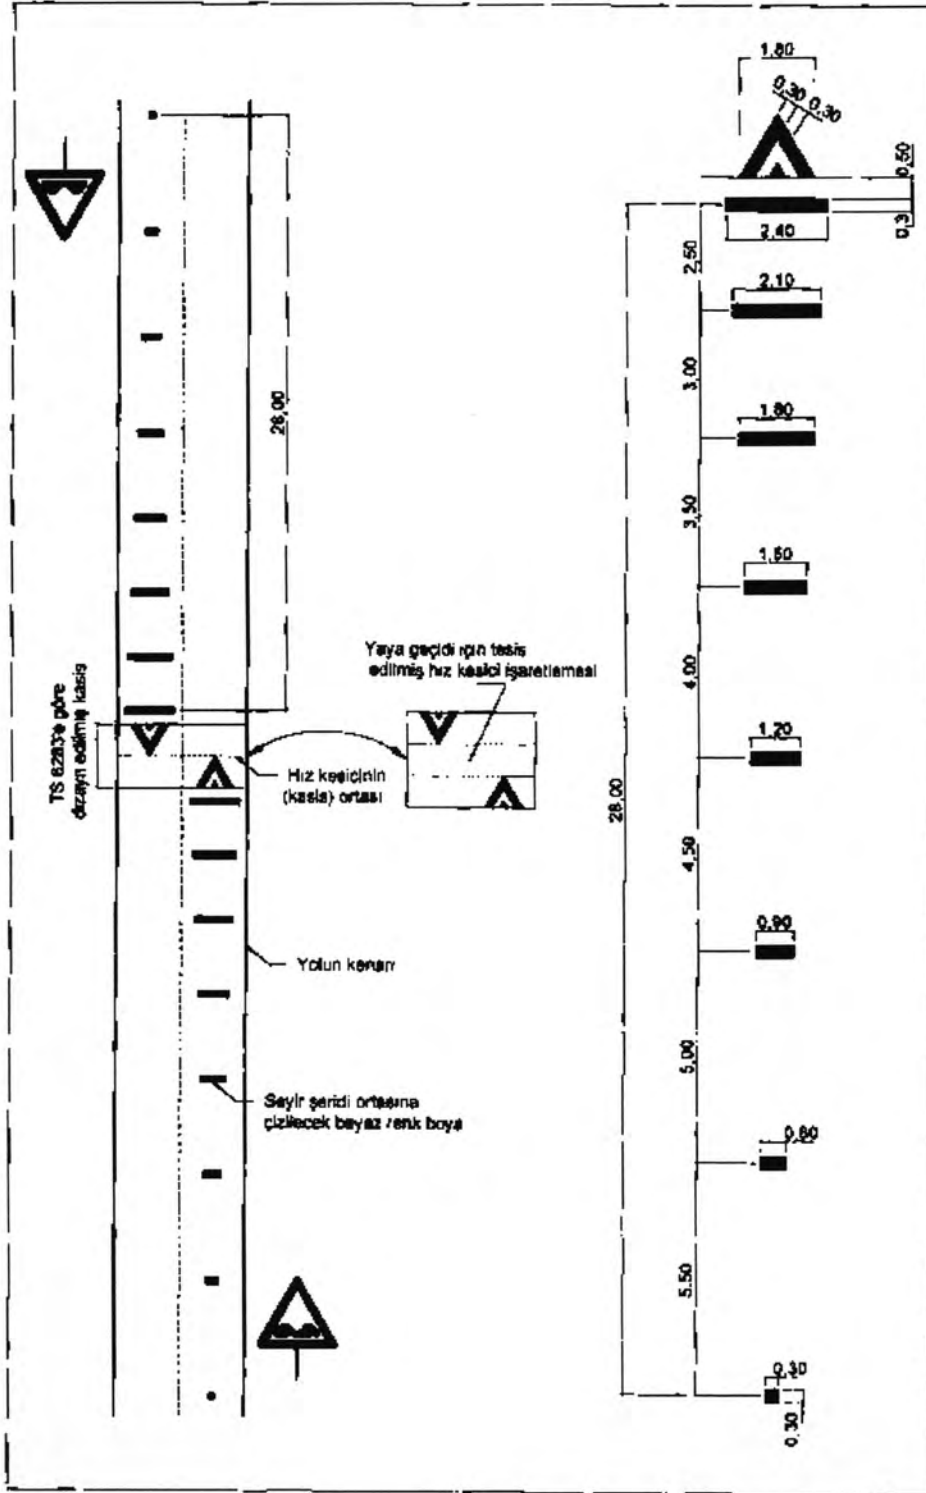 28,00
TS 6283'e göre
dizayn edilmiş kasis
Yaya geçidi için tesis
edilmiş hız kesici işaretlemesi
Hız kesicinin
(kasis) ortası
Yolun kenarı
Seyir şeridi ortasına
çizilecek beyaz renk boya
1,80
0,30
0,30
0,50
0,3
2,40
2,50
2,10
3,00
1,80
3,50
1,50
4,00
1,20
28,00
4,50
0,90
5,00
0,60
5,50
0,30
0,30